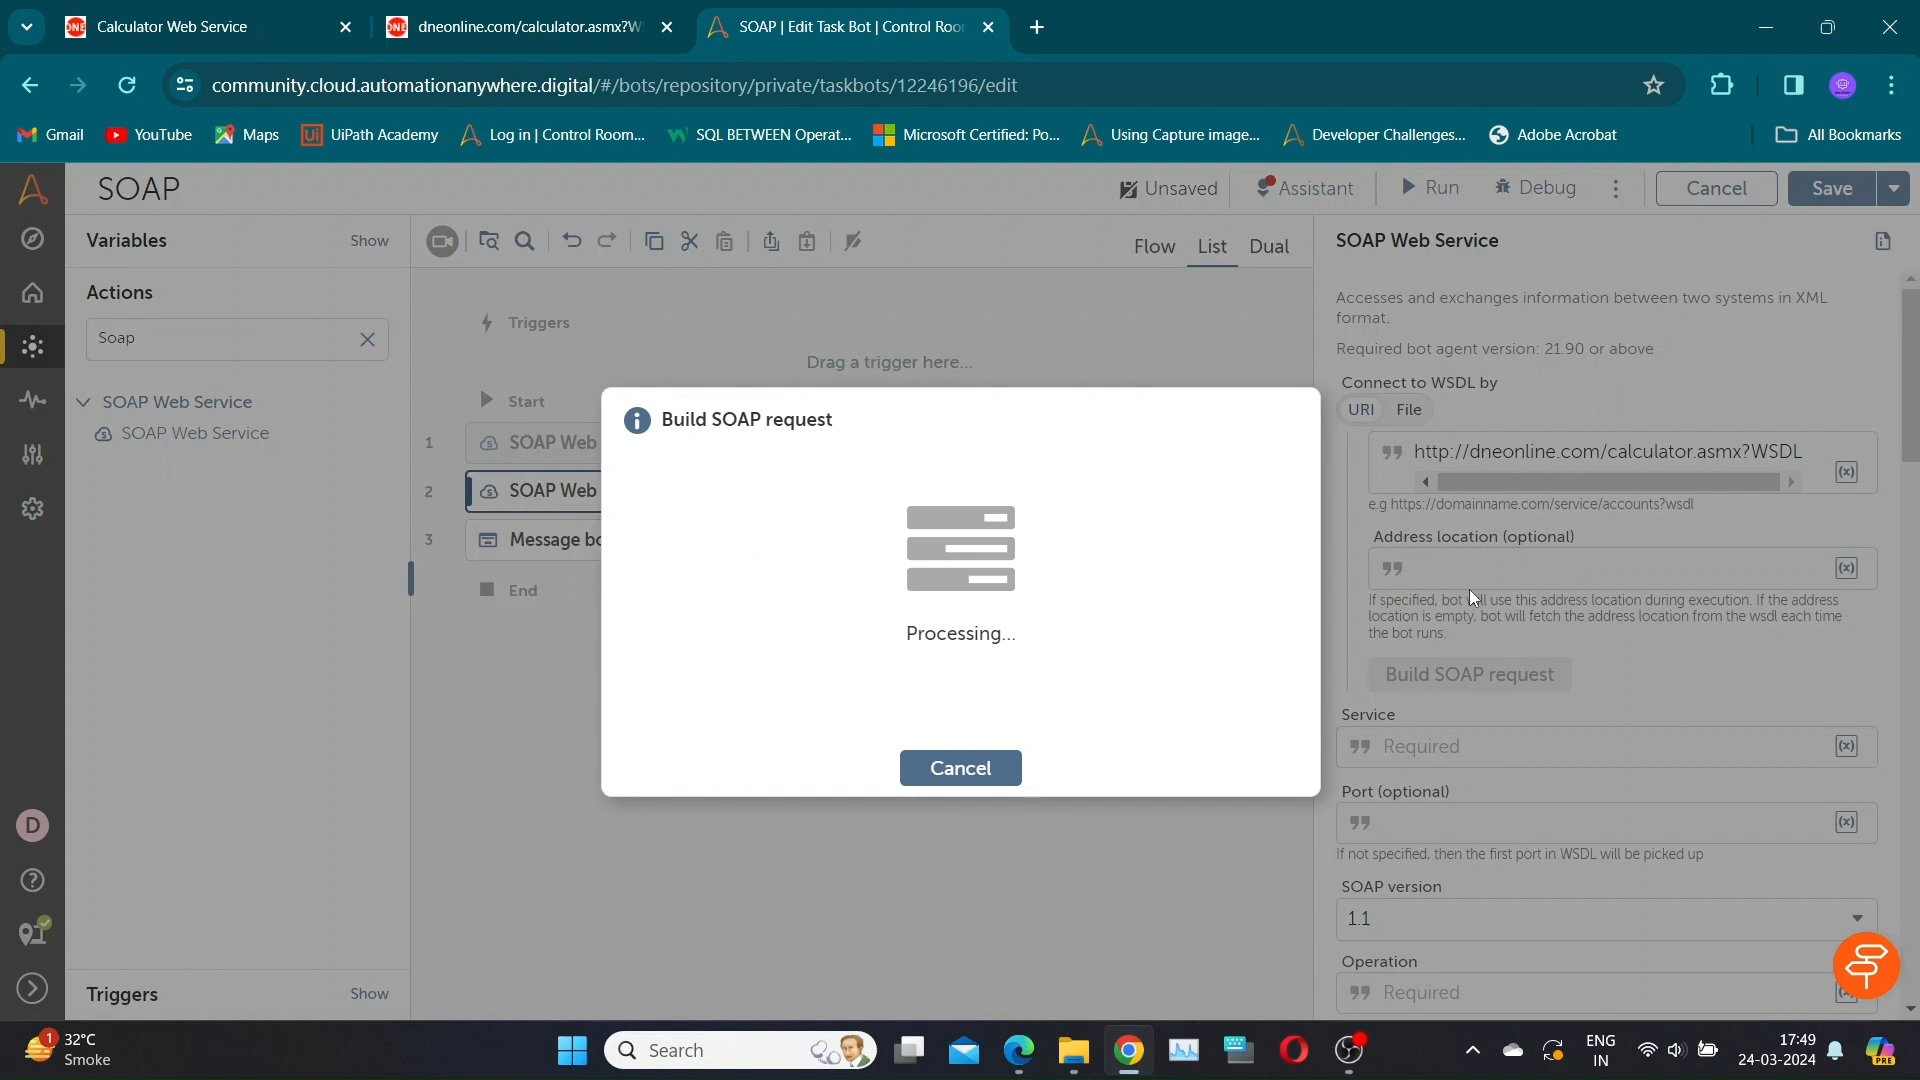 Calculator Web Service
dneonline.com/calculator.asmx?W
SOAP | Edit Task Bot | Control Roo
community.cloud.automationanywhere.digital/#/bots/repository/private/taskbots/12246196/edit
Gmail
YouTube
Maps
UiPath Academy
Log in | Control Room...
SQL BETWEEN Operat...
Microsoft Certified: Po...
Using Capture image...
Developer Challenges...
Adobe Acrobat
All Bookmarks
SOAP
Unsaved
Assistant
Run
Debug
Cancel
Save
Variables
Show
Flow
List
Dual
SOAP Web Service
Actions
Soap
SOAP Web Service
SOAP Web Service
Triggers
Drag a trigger here...
Start
1
SOAP Web
2
SOAP Web
3
Message bo
End
Build SOAP request
Processing...
Cancel
Accesses and exchanges information between two systems in XML
format.
Required bot agent version: 21.90 or above
Connect to WSDL by
URI
File
http://dneonline.com/calculator.asmx?WSDL
(x)
e.g https://domainname.com/service/accounts?wsdl
Address location (optional)
(x)
If specified, bot will use this address location during execution. If the address
location is empty, bot will fetch the address location from the wsdl each time
the bot runs.
Build SOAP request
Service
Required
(x)
Port (optional)
(x)
If not specified, then the first port in WSDL will be picked up
SOAP version
1.1
Operation
Required
D
Triggers
Show
1
32°C
Smoke
Search
ENG
IN
17:49
24-03-2024
PRE